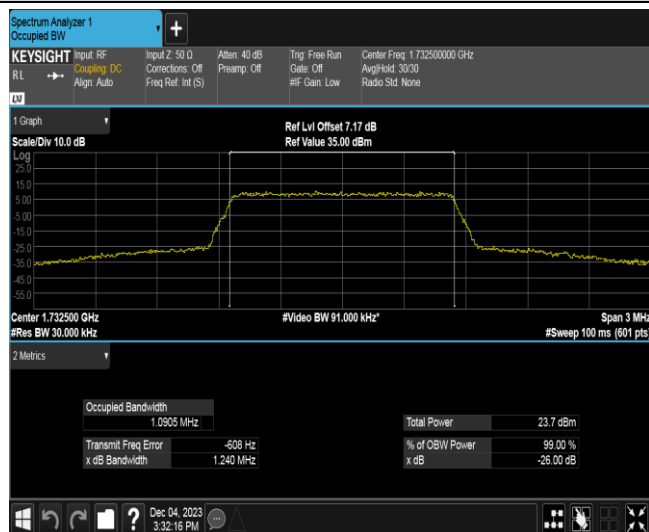 Spectrum Analyzer 1
Occupied BW
+
KEYSIGHT
RL
LXI
Input: RF
Coupling: DC
Align: Auto
Input Z: 50 Ω
Corrections: Off
Freq Ref: Int (S)
Atten: 40 dB
Preamp: Off
Trig: Free Run
Gate: Off
#IF Gain: Low
Center Freq: 1.732500000 GHz
Avg|Hold: 30/30
Radio Std: None
1 Graph
Scale/Div 10.0 dB
Ref Lvl Offset 7.17 dB
Ref Value 35.00 dBm
Log
25.0
15.0
5.00
-5.00
-15.0
-25.0
-35.0
-45.0
-55.0
Center 1.732500 GHz
#Res BW 30.000 kHz
#Video BW 91.000 kHz*
Span 3 MHz
#Sweep 100 ms (601 pts)
2 Metrics
Occupied Bandwidth
1.0905 MHz
Transmit Freq Error -608 Hz
x dB Bandwidth 1.240 MHz
Total Power 23.7 dBm
% of OBW Power 99.00 %
x dB -26.00 dB
?
Dec 04, 2023
3:32:16 PM